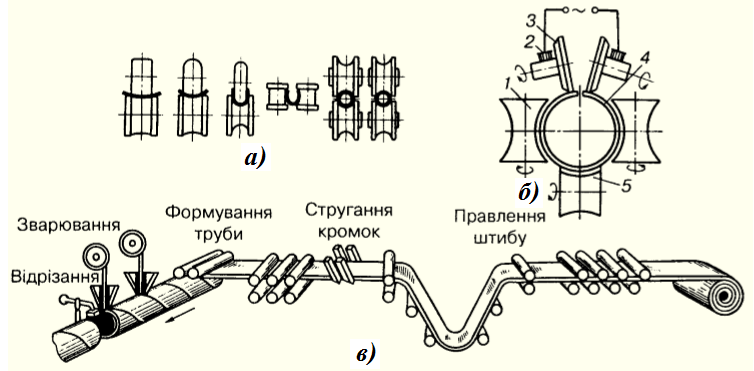 3
2
4
1
~
а)
б)
5
Зварювання
Формування
труби
Стругання
кромок
Правлення
штибу
Відрізання
в)